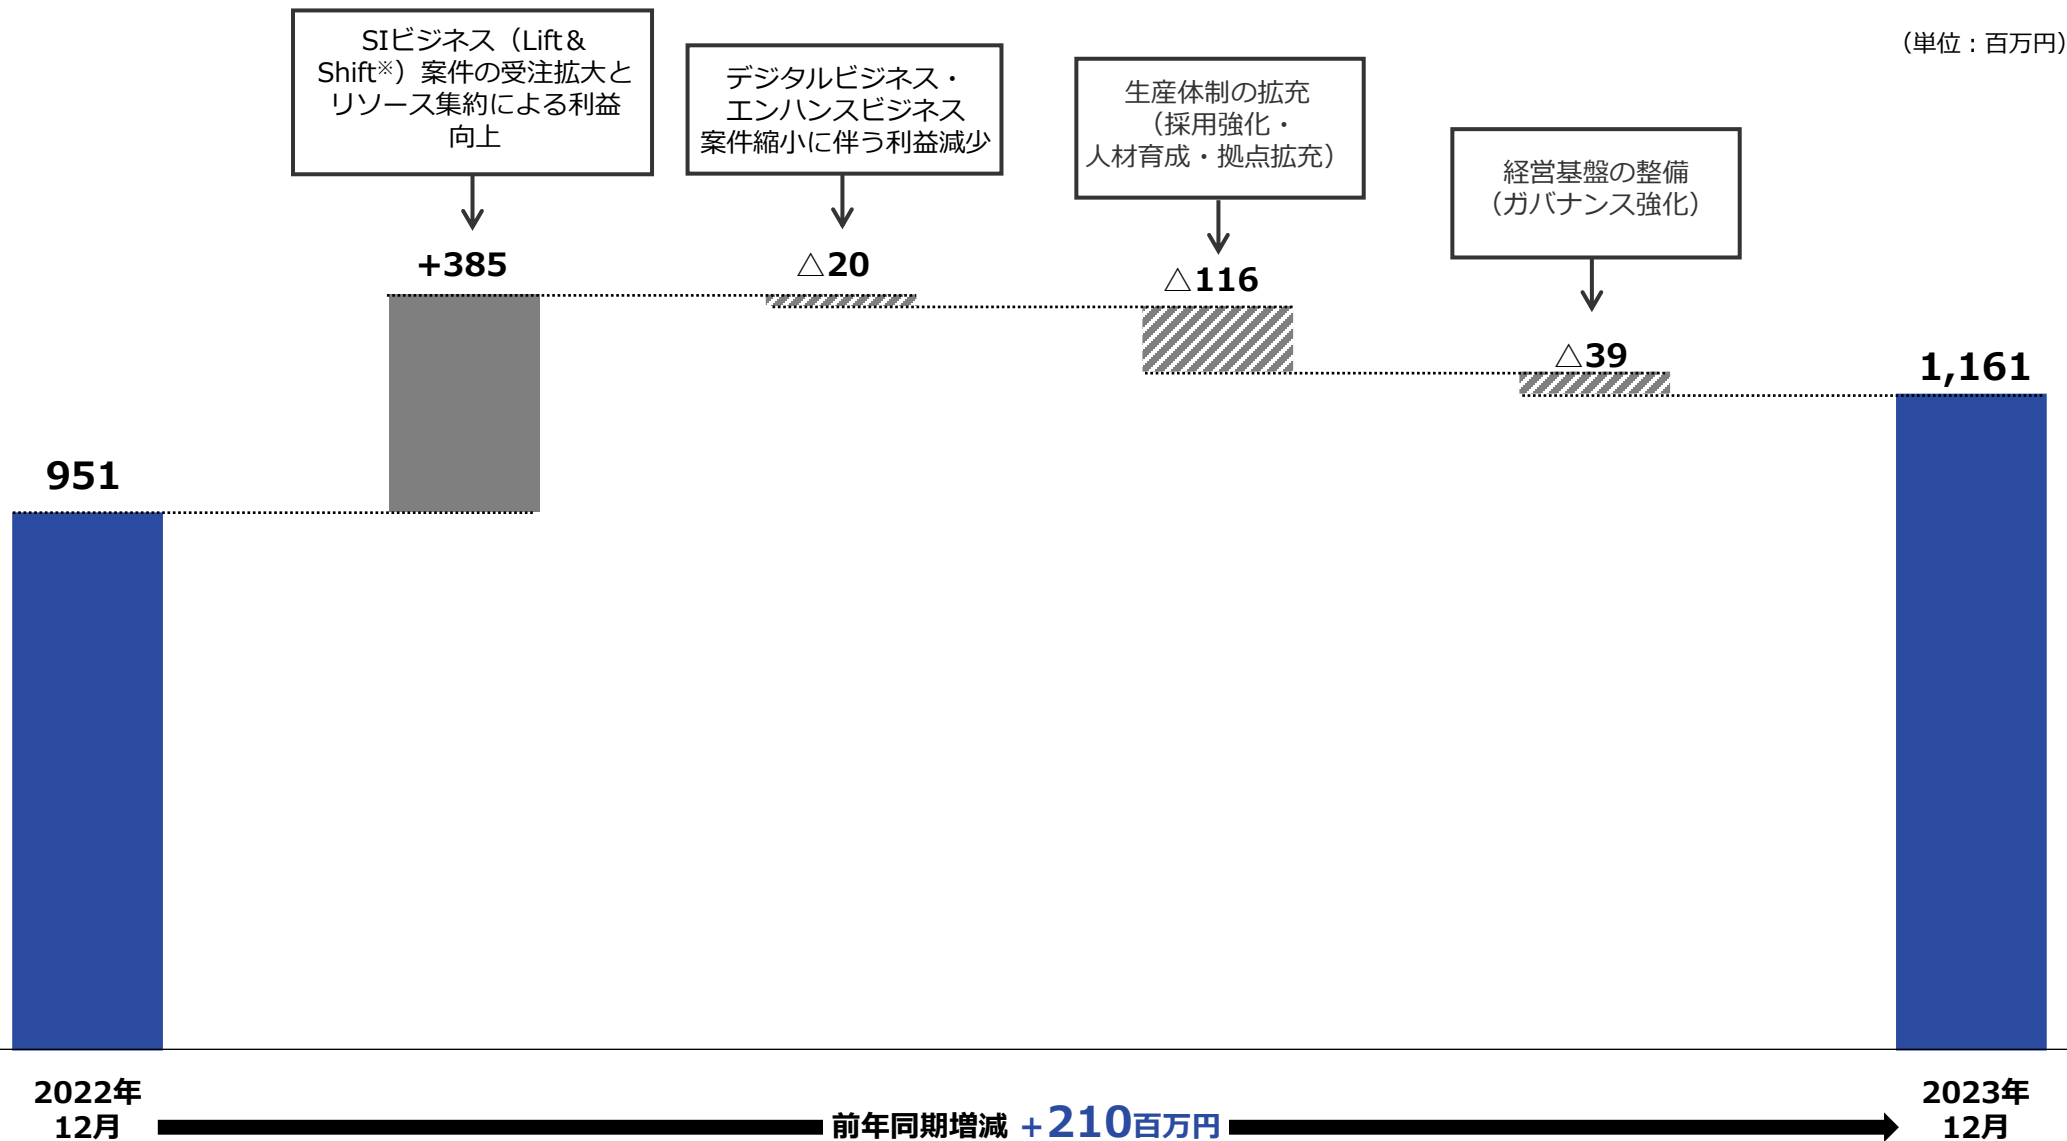 (単位：百万円)
SIビジネス（Lift＆
Shift※）案件の受注拡大と
リソース集約による利益
向上
デジタルビジネス・
エンハンスビジネス
案件縮小に伴う利益減少
生産体制の拡充
（採用強化・
人材育成・拠点拡充）
経営基盤の整備
（ガバナンス強化）
+385
△20
△116
△39
1,161
951
2022年
12月
前年同期増減 +210百万円
2023年
12月